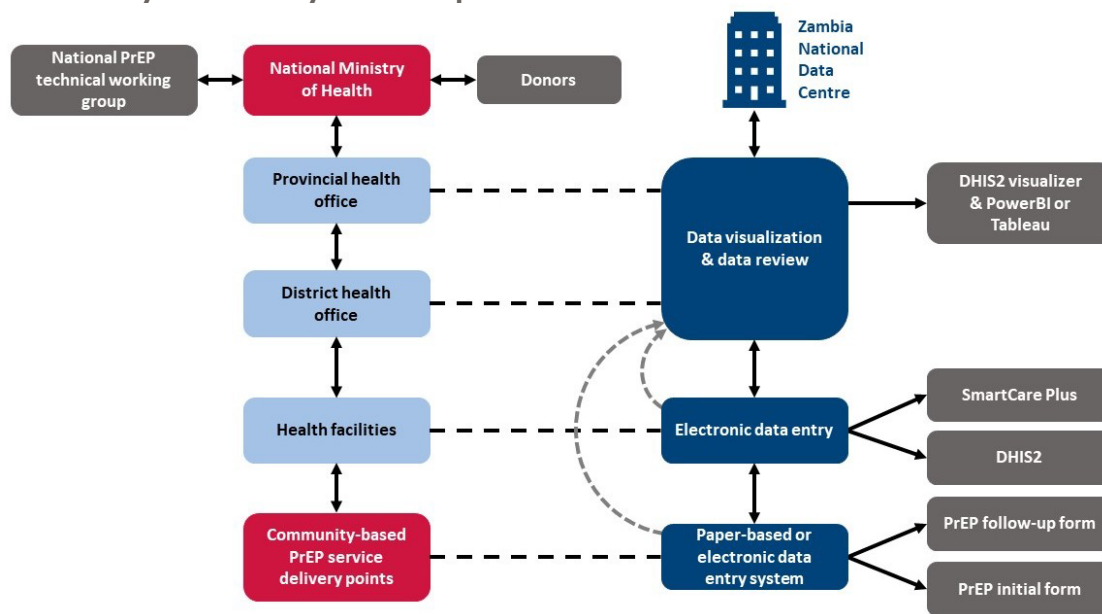 National PrEP
technical working
group
National Ministry
of Health
Donors
Zambia
National
Data
Centre
Provincial health
office
Data visualization
& data review
DHIS2 visualizer
& PowerBI or
Tableau
District health
office
Health facilities
Electronic data entry
SmartCare Plus
DHIS2
Community-based
PrEP service
delivery points
Paper-based or
electronic data
entry system
PrEP follow-up form
PrEP initial form